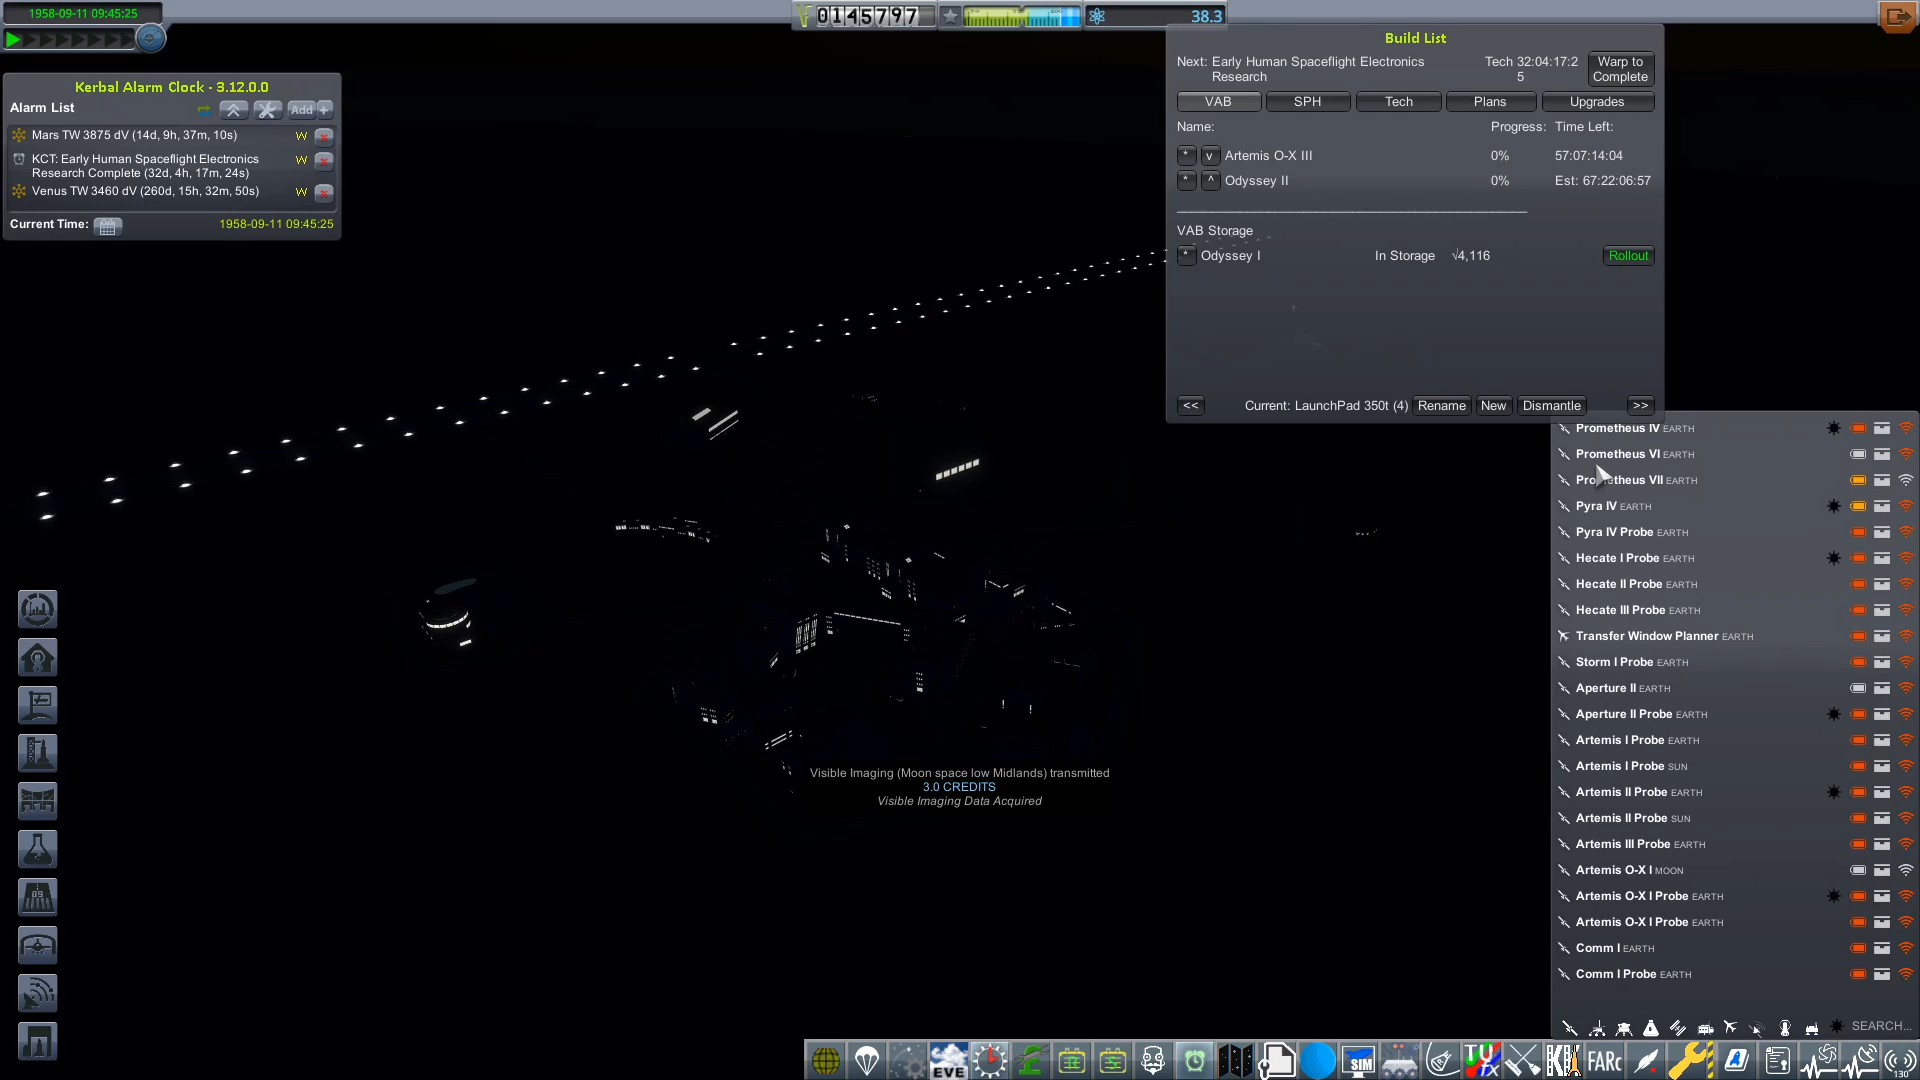 1958-09-11 09:45:25
0145797
38.3
Kerbal Alarm Clock - 3.12.0.0
Alarm List
Add
Mars TW 3875 dV (14d, 9h, 37m, 10s)
W
KCT: Early Human Spaceflight Electronics
Research Complete (32d, 4h, 17m, 24s)
W
Venus TW 3460 dV (260d, 15h, 32m, 50s)
W
Current Time:
1958-09-11 09:45:25
Build List
Next: Early Human Spaceflight Electronics
Research
Tech 32:04:17:2
5
Warp to
Complete
VAB SPH Tech Plans Upgrades
Name: Progress: Time Left:
* v Artemis O-X III 0% 57:07:14:04
* ^ Odyssey II 0% Est: 67:22:06:57
VAB Storage
* Odyssey I In Storage √4,116 Rollout
<< Current: LaunchPad 350t (4) Rename New Dismantle >>
Prometheus IV EARTH
Prometheus VI EARTH
Prometheus VII EARTH
Pyra IV EARTH
Pyra IV Probe EARTH
Hecate I Probe EARTH
Hecate II Probe EARTH
Hecate III Probe EARTH
Transfer Window Planner EARTH
Storm I Probe EARTH
Aperture II EARTH
Aperture II Probe EARTH
Artemis I Probe EARTH
Artemis I Probe SUN
Artemis II Probe EARTH
Artemis II Probe SUN
Artemis III Probe EARTH
Artemis O-X I MOON
Artemis O-X I Probe EARTH
Artemis O-X I Probe EARTH
Comm I EARTH
Comm I Probe EARTH
SEARCH...
Visible Imaging (Moon space low Midlands) transmitted
3.0 CREDITS
Visible Imaging Data Acquired
09
EVE
SIM
FARc
130